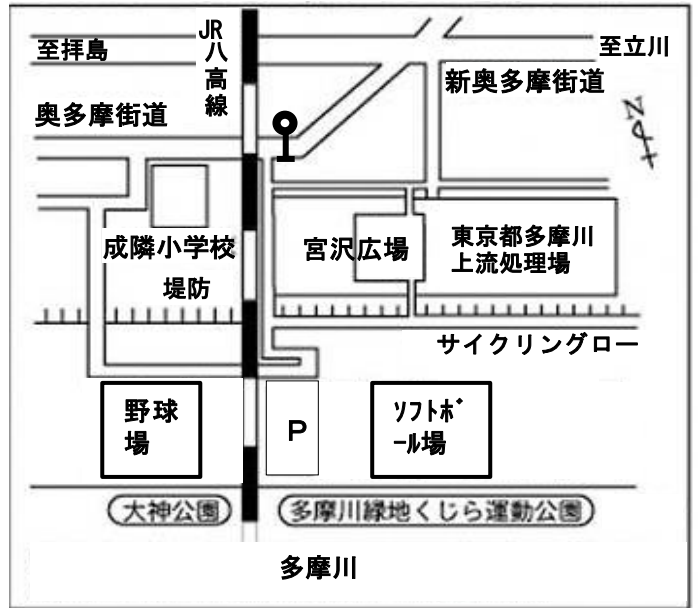 JR八高線
至拝島
至立川
新奥多摩街道
奥多摩街道
N
成隣小学校
宮沢広場
東京都多摩川
上流処理場
堤防
サイクリングロー
野球
場
P
ソフトボ
ール場
大神公園
多摩川緑地くじら運動公園
多摩川